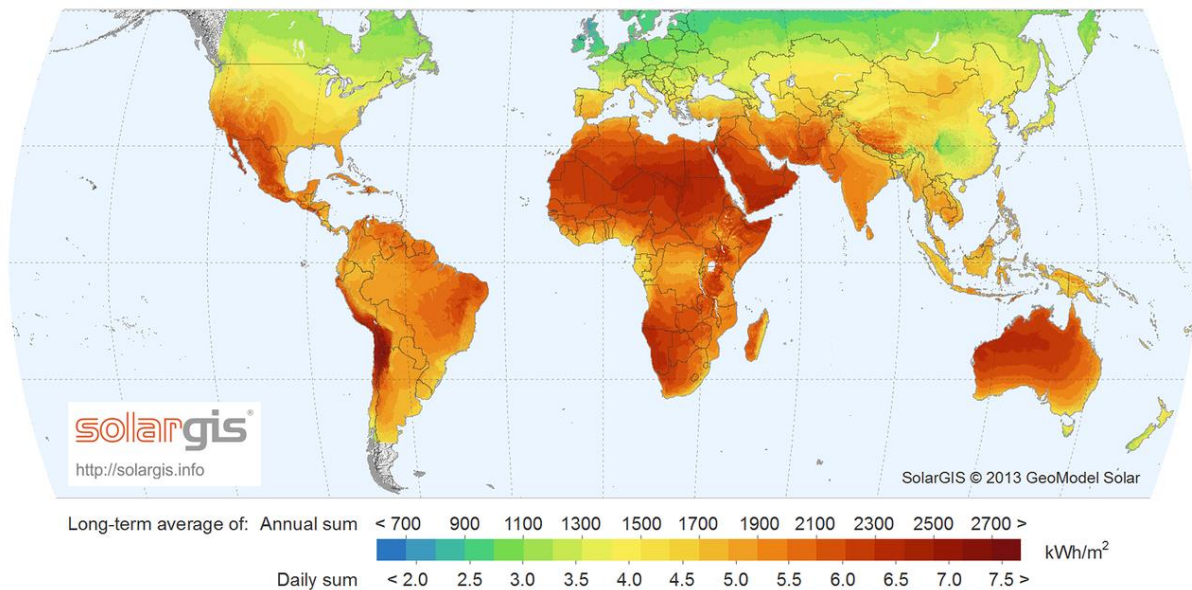 solargis®
http://solargis.info
SolarGIS © 2013 GeoModel Solar
Long-term average of: Annual sum < 700 900 1100 1300 1500 1700 1900 2100 2300 2500 2700 >
kWh/m²
Daily sum < 2.0 2.5 3.0 3.5 4.0 4.5 5.0 5.5 6.0 6.5 7.0 7.5 >